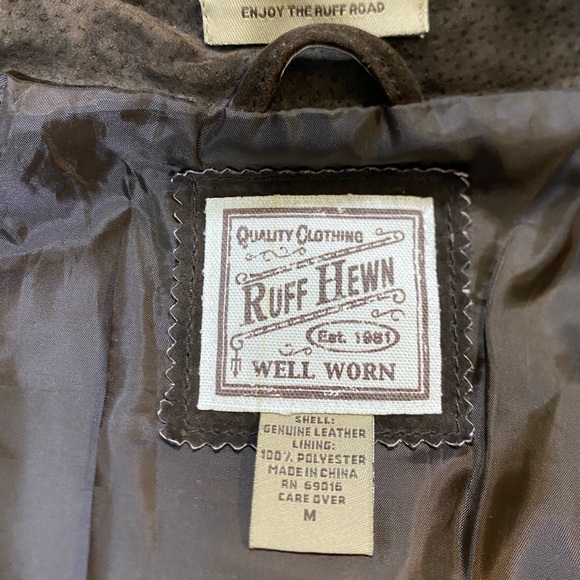 ENJOY THE RUFF ROAD
QUALITY CLOTHING
RUFF HEWN
Est. 1981
WELL WORN
SHELL:
GENUINE LEATHER
LINING:
100% POLYESTER
MADE IN CHINA
RN 69016
CARE OVER
M